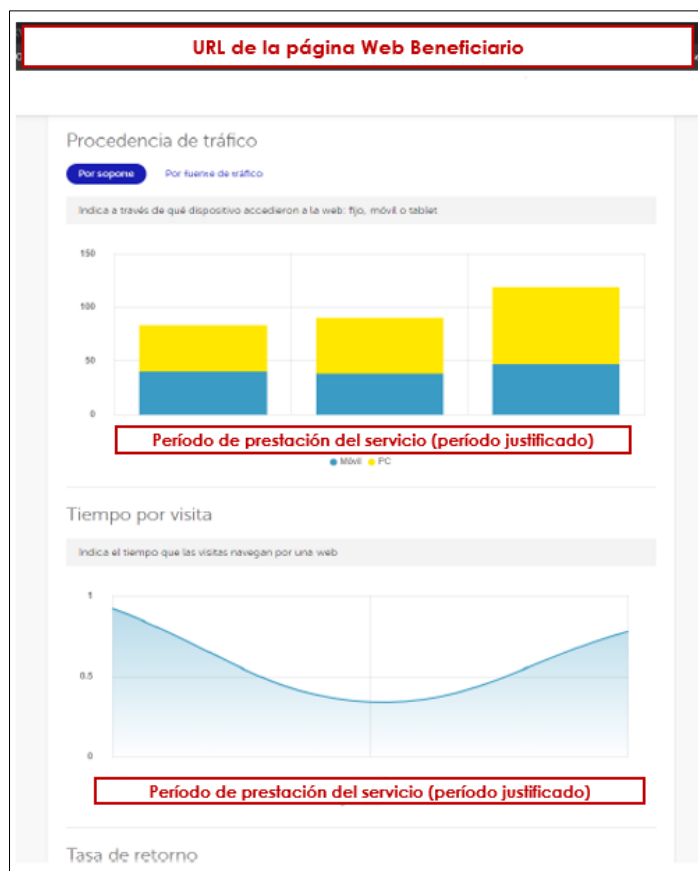 URL de la página Web Beneficiario
Procedencia de tráfico
Por soporte
Por fuente de tráfico
Indica a través de qué dispositivo accedieron a la web: fijo, móvil o tablet
150
100
50
0
Período de prestación del servicio (período justificado)
Móvil PC
Tiempo por visita
Indica el tiempo que las visitas navegan por una web
1
0.5
0
Período de prestación del servicio (período justificado)
Tasa de retorno